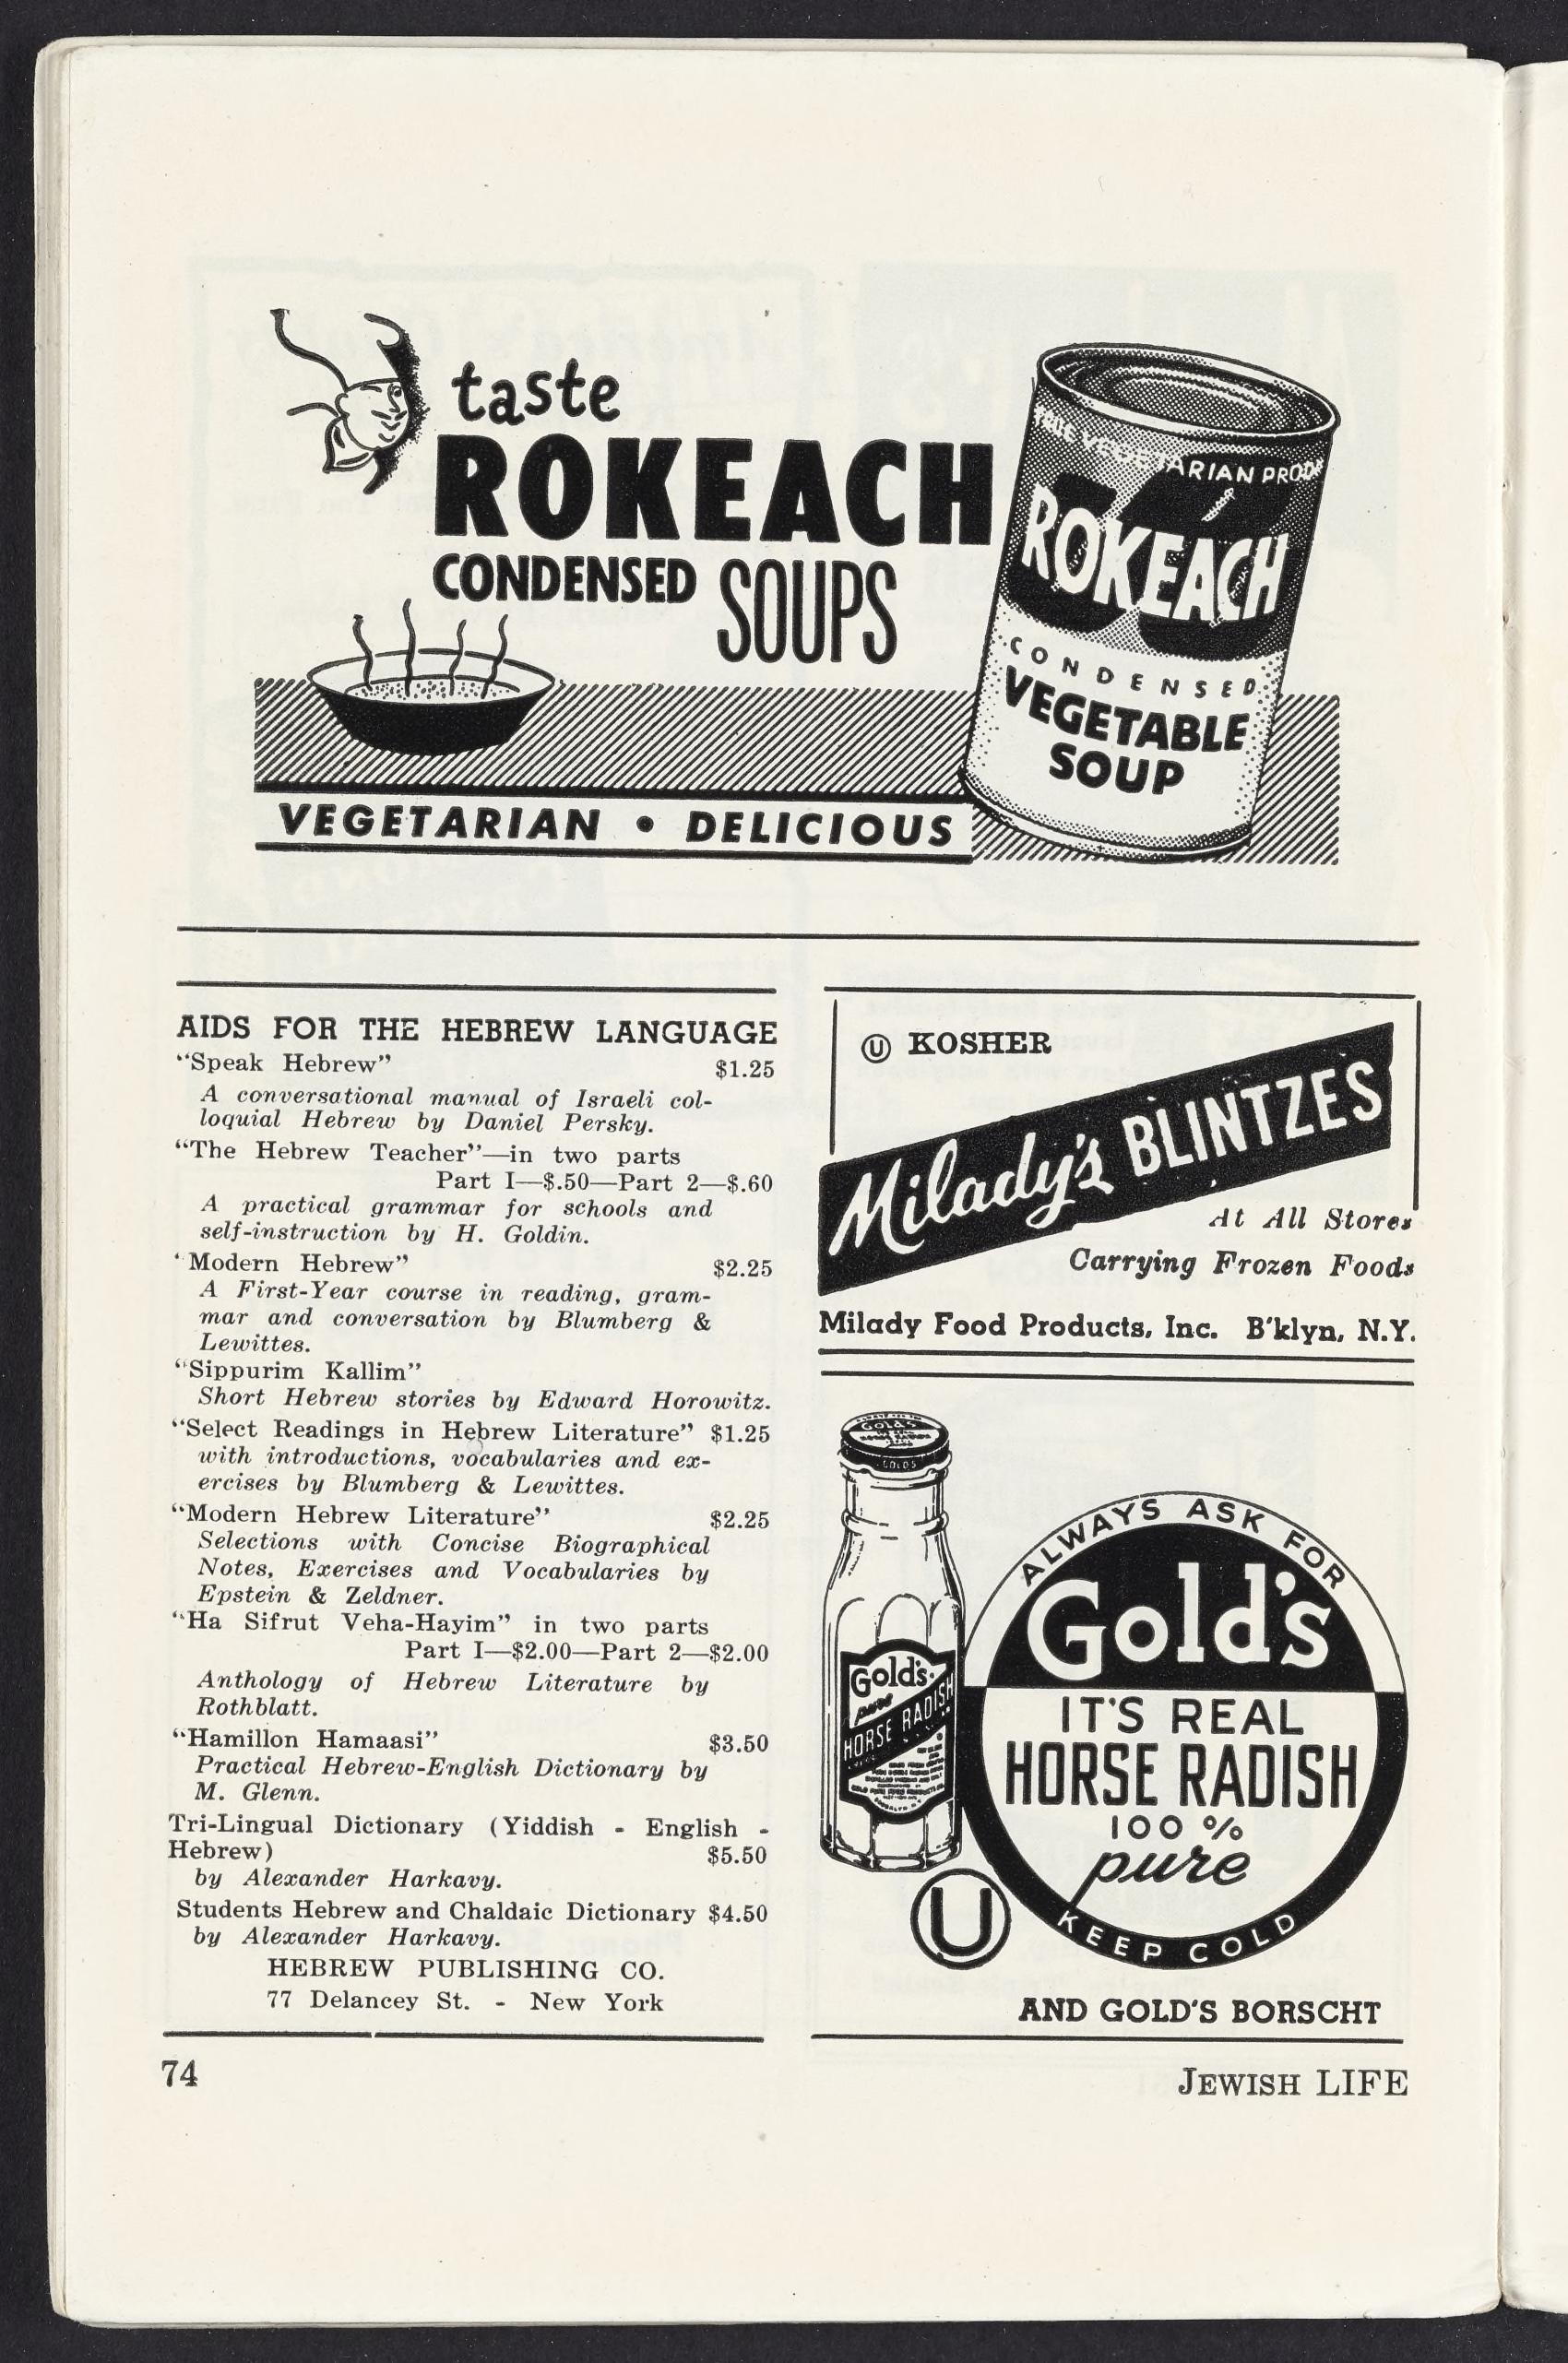 taste
ROKEACH
CONDENSED SOUPS
VEGETARIAN • DELICIOUS
VEGETARIAN
ROKEACH
CONDENSED
VEGETABLE
SOUP
AIDS FOR THE HEBREW LANGUAGE
"Speak Hebrew" $1.25
A conversational manual of Israeli col-
loquial Hebrew by Daniel Persky.
"The Hebrew Teacher"—in two parts
Part I—$.50—Part 2—$.60
A practical grammar for schools and
self-instruction by H. Goldin.
'Modern Hebrew" $2.25
A First-Year course in reading, gram-
mar and conversation by Blumberg &
Lewittes.
"Sippurim Kallim"
Short Hebrew stories by Edward Horowitz.
"Select Readings in Hebrew Literature" $1.25
with introductions, vocabularies and ex-
ercises by Blumberg & Lewittes.
"Modern Hebrew Literature" $2.25
Selections with Concise Biographical
Notes, Exercises and Vocabularies by
Epstein & Zeldner.
"Ha Sifrut Veha-Hayim" in two parts
Part I—$2.00—Part 2—$2.00
Anthology of Hebrew Literature by
Rothblatt.
"Hamillon Hamaasi" $3.50
Practical Hebrew-English Dictionary by
M. Glenn.
Tri-Lingual Dictionary (Yiddish - English -
Hebrew) $5.50
by Alexander Harkavy.
Students Hebrew and Chaldaic Dictionary $4.50
by Alexander Harkavy.
HEBREW PUBLISHING CO.
77 Delancey St. - New York
Ⓤ KOSHER
Milady's BLINTZES
At All Stores
Carrying Frozen Foods
Milady Food Products, Inc. B'klyn, N.Y.
GOLD'S
Gold's
pure
HORSE RADISH
ALWAYS ASK FOR
Gold's
IT'S REAL
HORSE RADISH
100 %
pure
KEEP COLD
Ⓤ
AND GOLD'S BORSCHT
74
JEWISH LIFE